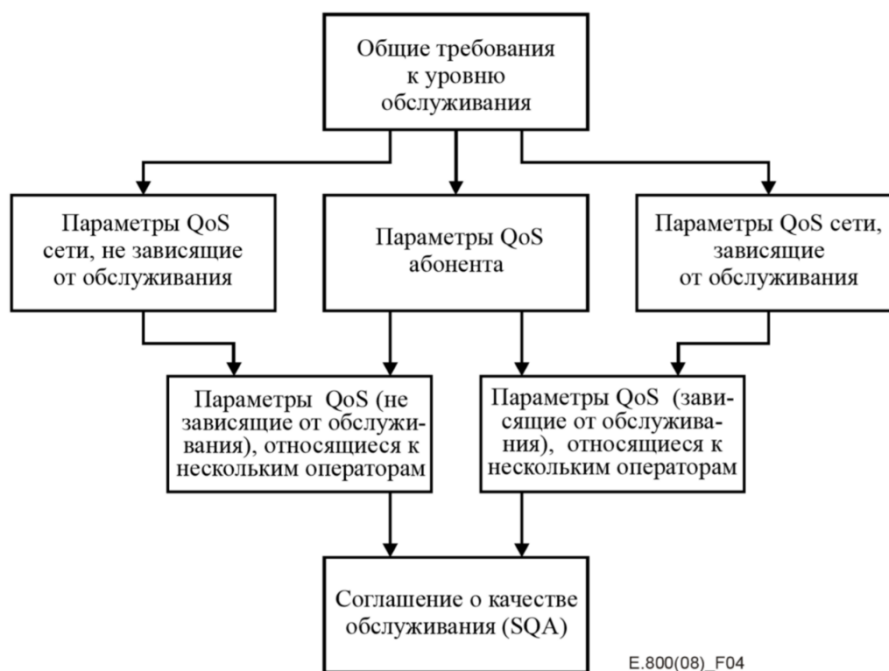 Общие требования
к уровню
обслуживания
Параметры QoS
сети, не зависящие
от обслуживания
Параметры QoS
абонента
Параметры QoS сети,
зависящие
от обслуживания
Параметры QoS (не
зависящие от обслужи-
вания), относящиеся к
нескольким операторам
Параметры QoS (зави-
сящие от обслужива-
ния), относящиеся к
нескольким операторам
Соглашение о качестве
обслуживания (SQA)
E.800(08)_F04